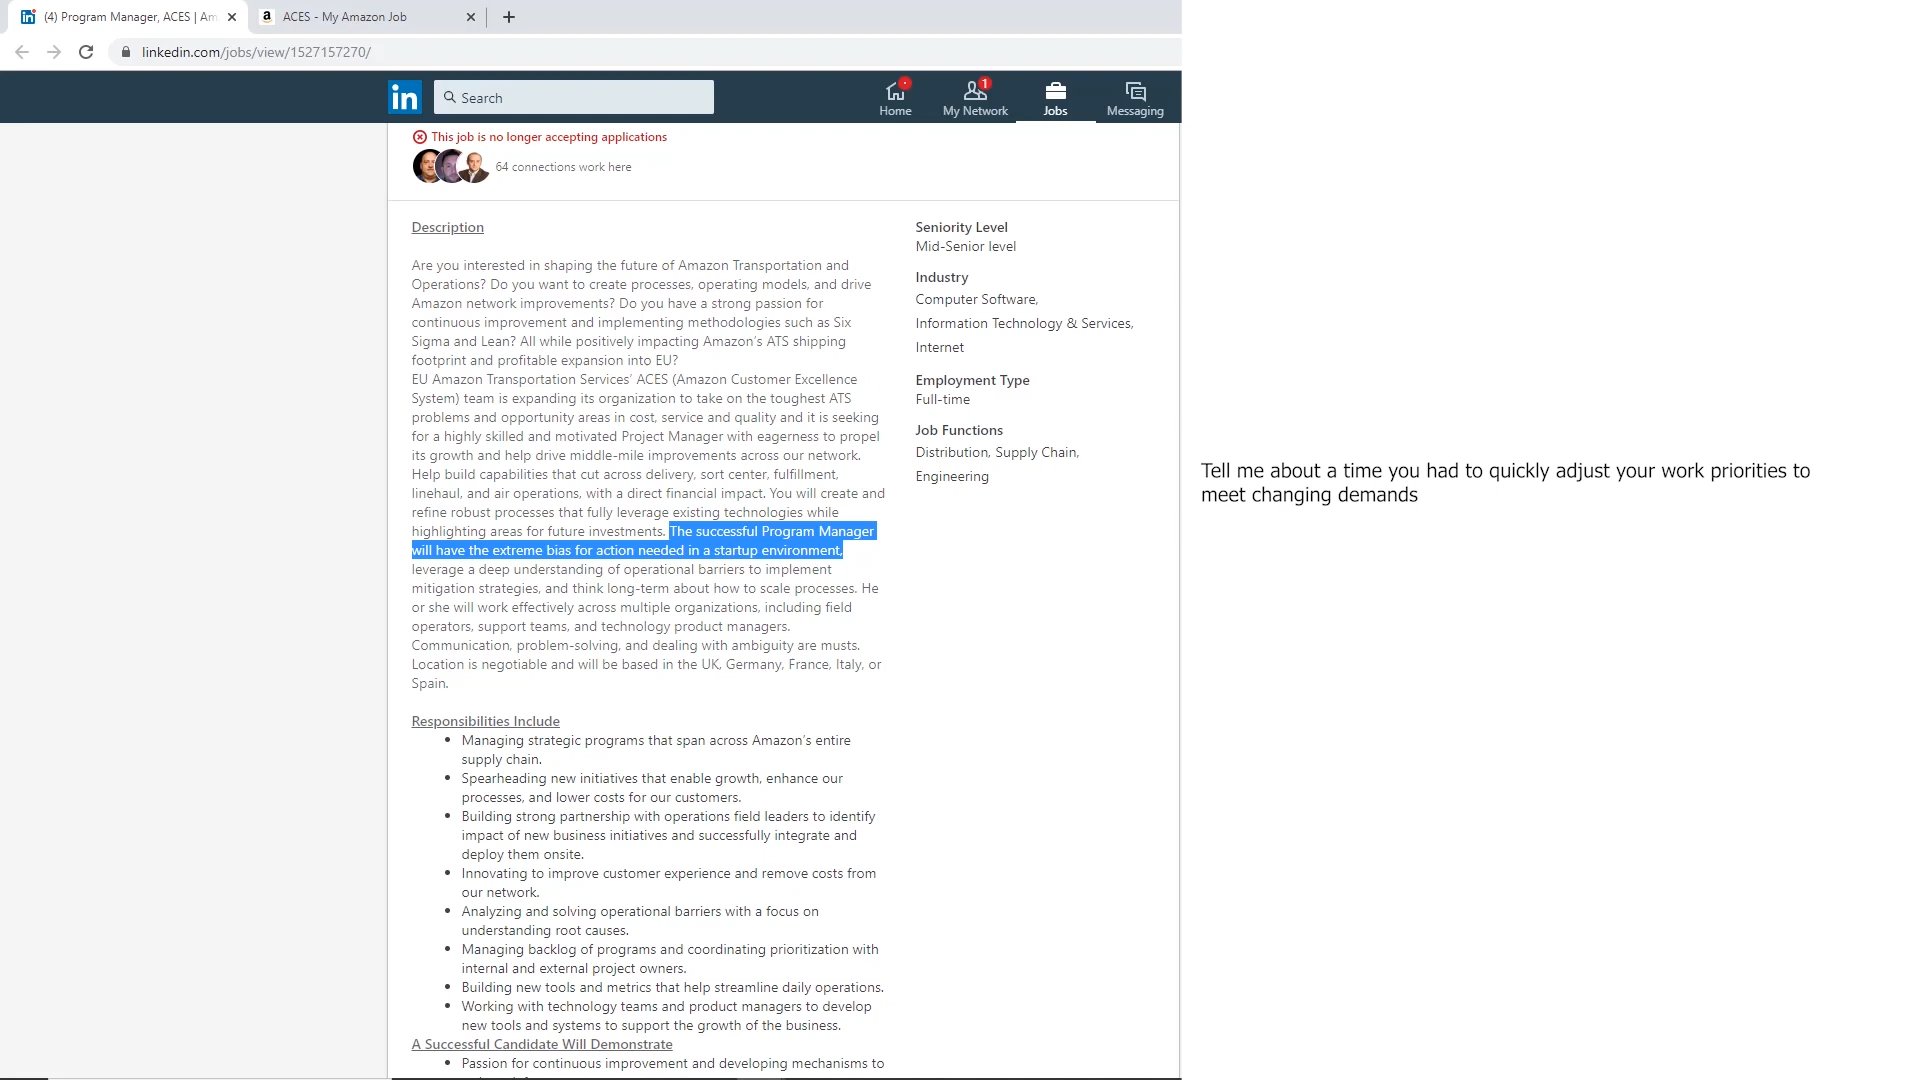 (4) Program Manager, ACES | Am
ACES - My Amazon Job
linkedin.com/jobs/view/1527157270/
in
Search
Home
1
My Network
Jobs
Messaging
This job is no longer accepting applications
64 connections work here
Description
Are you interested in shaping the future of Amazon Transportation and
Operations? Do you want to create processes, operating models, and drive
Amazon network improvements? Do you have a strong passion for
continuous improvement and implementing methodologies such as Six
Sigma and Lean? All while positively impacting Amazon's ATS shipping
footprint and profitable expansion into EU?
EU Amazon Transportation Services' ACES (Amazon Customer Excellence
System) team is expanding its organization to take on the toughest ATS
problems and opportunity areas in cost, service and quality and it is seeking
for a highly skilled and motivated Project Manager with eagerness to propel
its growth and help drive middle-mile improvements across our network.
Help build capabilities that cut across delivery, sort center, fulfillment,
linehaul, and air operations, with a direct financial impact. You will create and
refine robust processes that fully leverage existing technologies while
highlighting areas for future investments. The successful Program Manager
will have the extreme bias for action needed in a startup environment,
leverage a deep understanding of operational barriers to implement
mitigation strategies, and think long-term about how to scale processes. He
or she will work effectively across multiple organizations, including field
operators, support teams, and technology product managers.
Communication, problem-solving, and dealing with ambiguity are musts.
Location is negotiable and will be based in the UK, Germany, France, Italy, or
Spain.
Responsibilities Include
Managing strategic programs that span across Amazon's entire
supply chain.
Spearheading new initiatives that enable growth, enhance our
processes, and lower costs for our customers.
Building strong partnership with operations field leaders to identify
impact of new business initiatives and successfully integrate and
deploy them onsite.
Innovating to improve customer experience and remove costs from
our network.
Analyzing and solving operational barriers with a focus on
understanding root causes.
Managing backlog of programs and coordinating prioritization with
internal and external project owners.
Building new tools and metrics that help streamline daily operations.
Working with technology teams and product managers to develop
new tools and systems to support the growth of the business.
A Successful Candidate Will Demonstrate
Passion for continuous improvement and developing mechanisms to
Seniority Level
Mid-Senior level
Industry
Computer Software,
Information Technology & Services,
Internet
Employment Type
Full-time
Job Functions
Distribution, Supply Chain,
Engineering
Tell me about a time you had to quickly adjust your work priorities to
meet changing demands